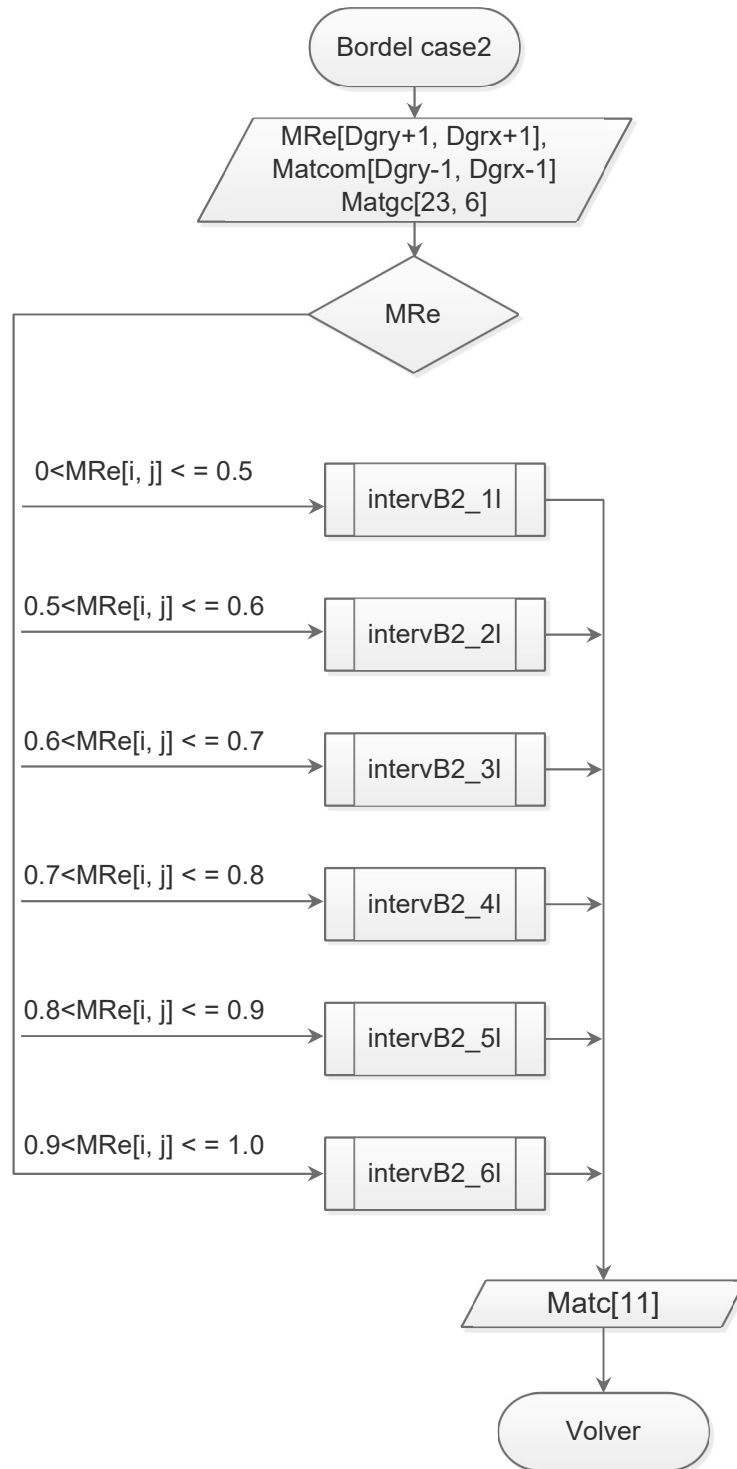 Bordel case2
MRe[Dgry+1, Dgrx+1],
Matcom[Dgry-1, Dgrx-1]
Matgc[23, 6]
MRe
0<MRe[i, j] < = 0.5
intervB2_1l
0.5<MRe[i, j] < = 0.6
intervB2_2l
0.6<MRe[i, j] < = 0.7
intervB2_3l
0.7<MRe[i, j] < = 0.8
intervB2_4l
0.8<MRe[i, j] < = 0.9
intervB2_5l
0.9<MRe[i, j] < = 1.0
intervB2_6l
Matc[11]
Volver